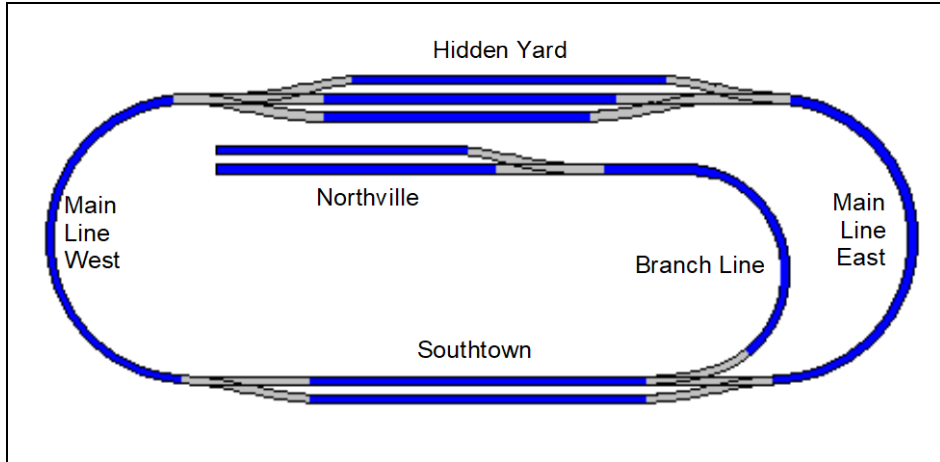 Hidden Yard
Main
Line
West
Northville
Main
Line
East
Branch Line
Southtown